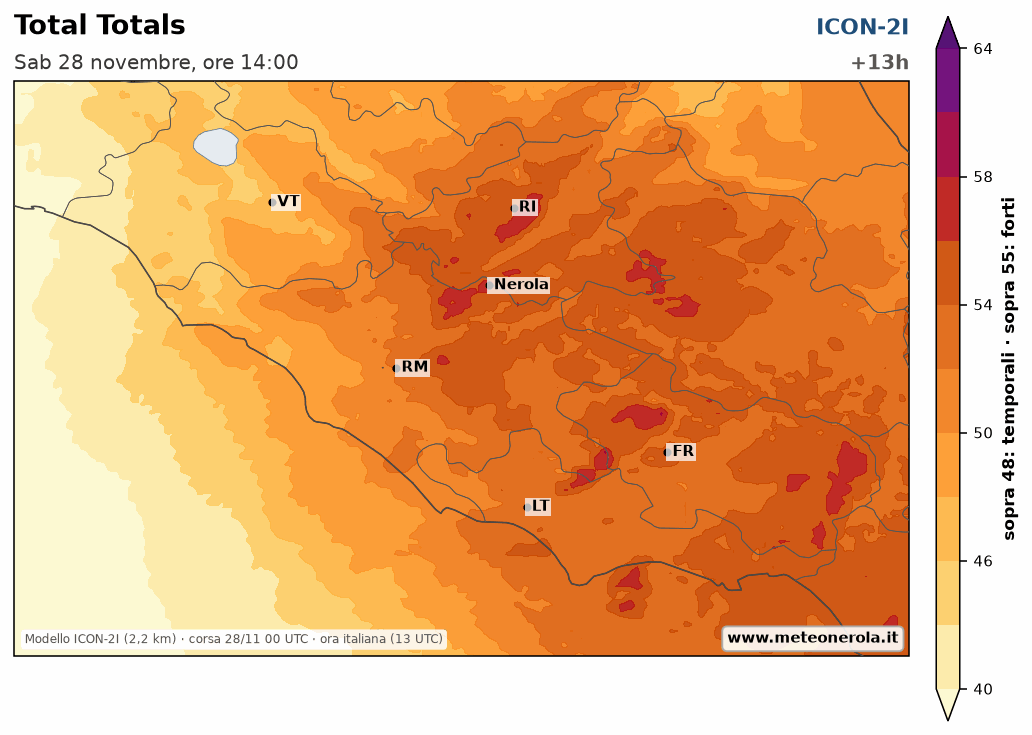 Total Totals
ICON-2I
Sab 28 novembre, ore 14:00
+13h
VT
RI
Nerola
RM
FR
LT
Modello ICON-2I (2,2 km) · corsa 28/11 00 UTC · ora italiana (13 UTC)
www.meteonerola.it
64
58
54
50
46
40
sopra 48: temporali · sopra 55: forti